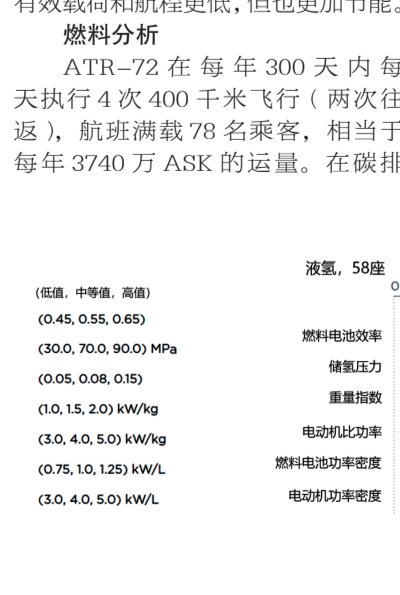 有效载荷和航程更低，但也更加节能。
燃料分析
ATR-72 在每年 300 天内每
天执行 4 次 400 千米飞行（两次往
返），航班满载 78 名乘客，相当于
每年 3740 万 ASK 的运量。在碳排
液氢，58座
0
(低值，中等值，高值)
(0.45, 0.55, 0.65)
燃料电池效率
(30.0, 70.0, 90.0) MPa
储氢压力
(0.05, 0.08, 0.15)
重量指数
(1.0, 1.5, 2.0) kW/kg
电动机比功率
(3.0, 4.0, 5.0) kW/kg
燃料电池功率密度
(0.75, 1.0, 1.25) kW/L
电动机功率密度
(3.0, 4.0, 5.0) kW/L